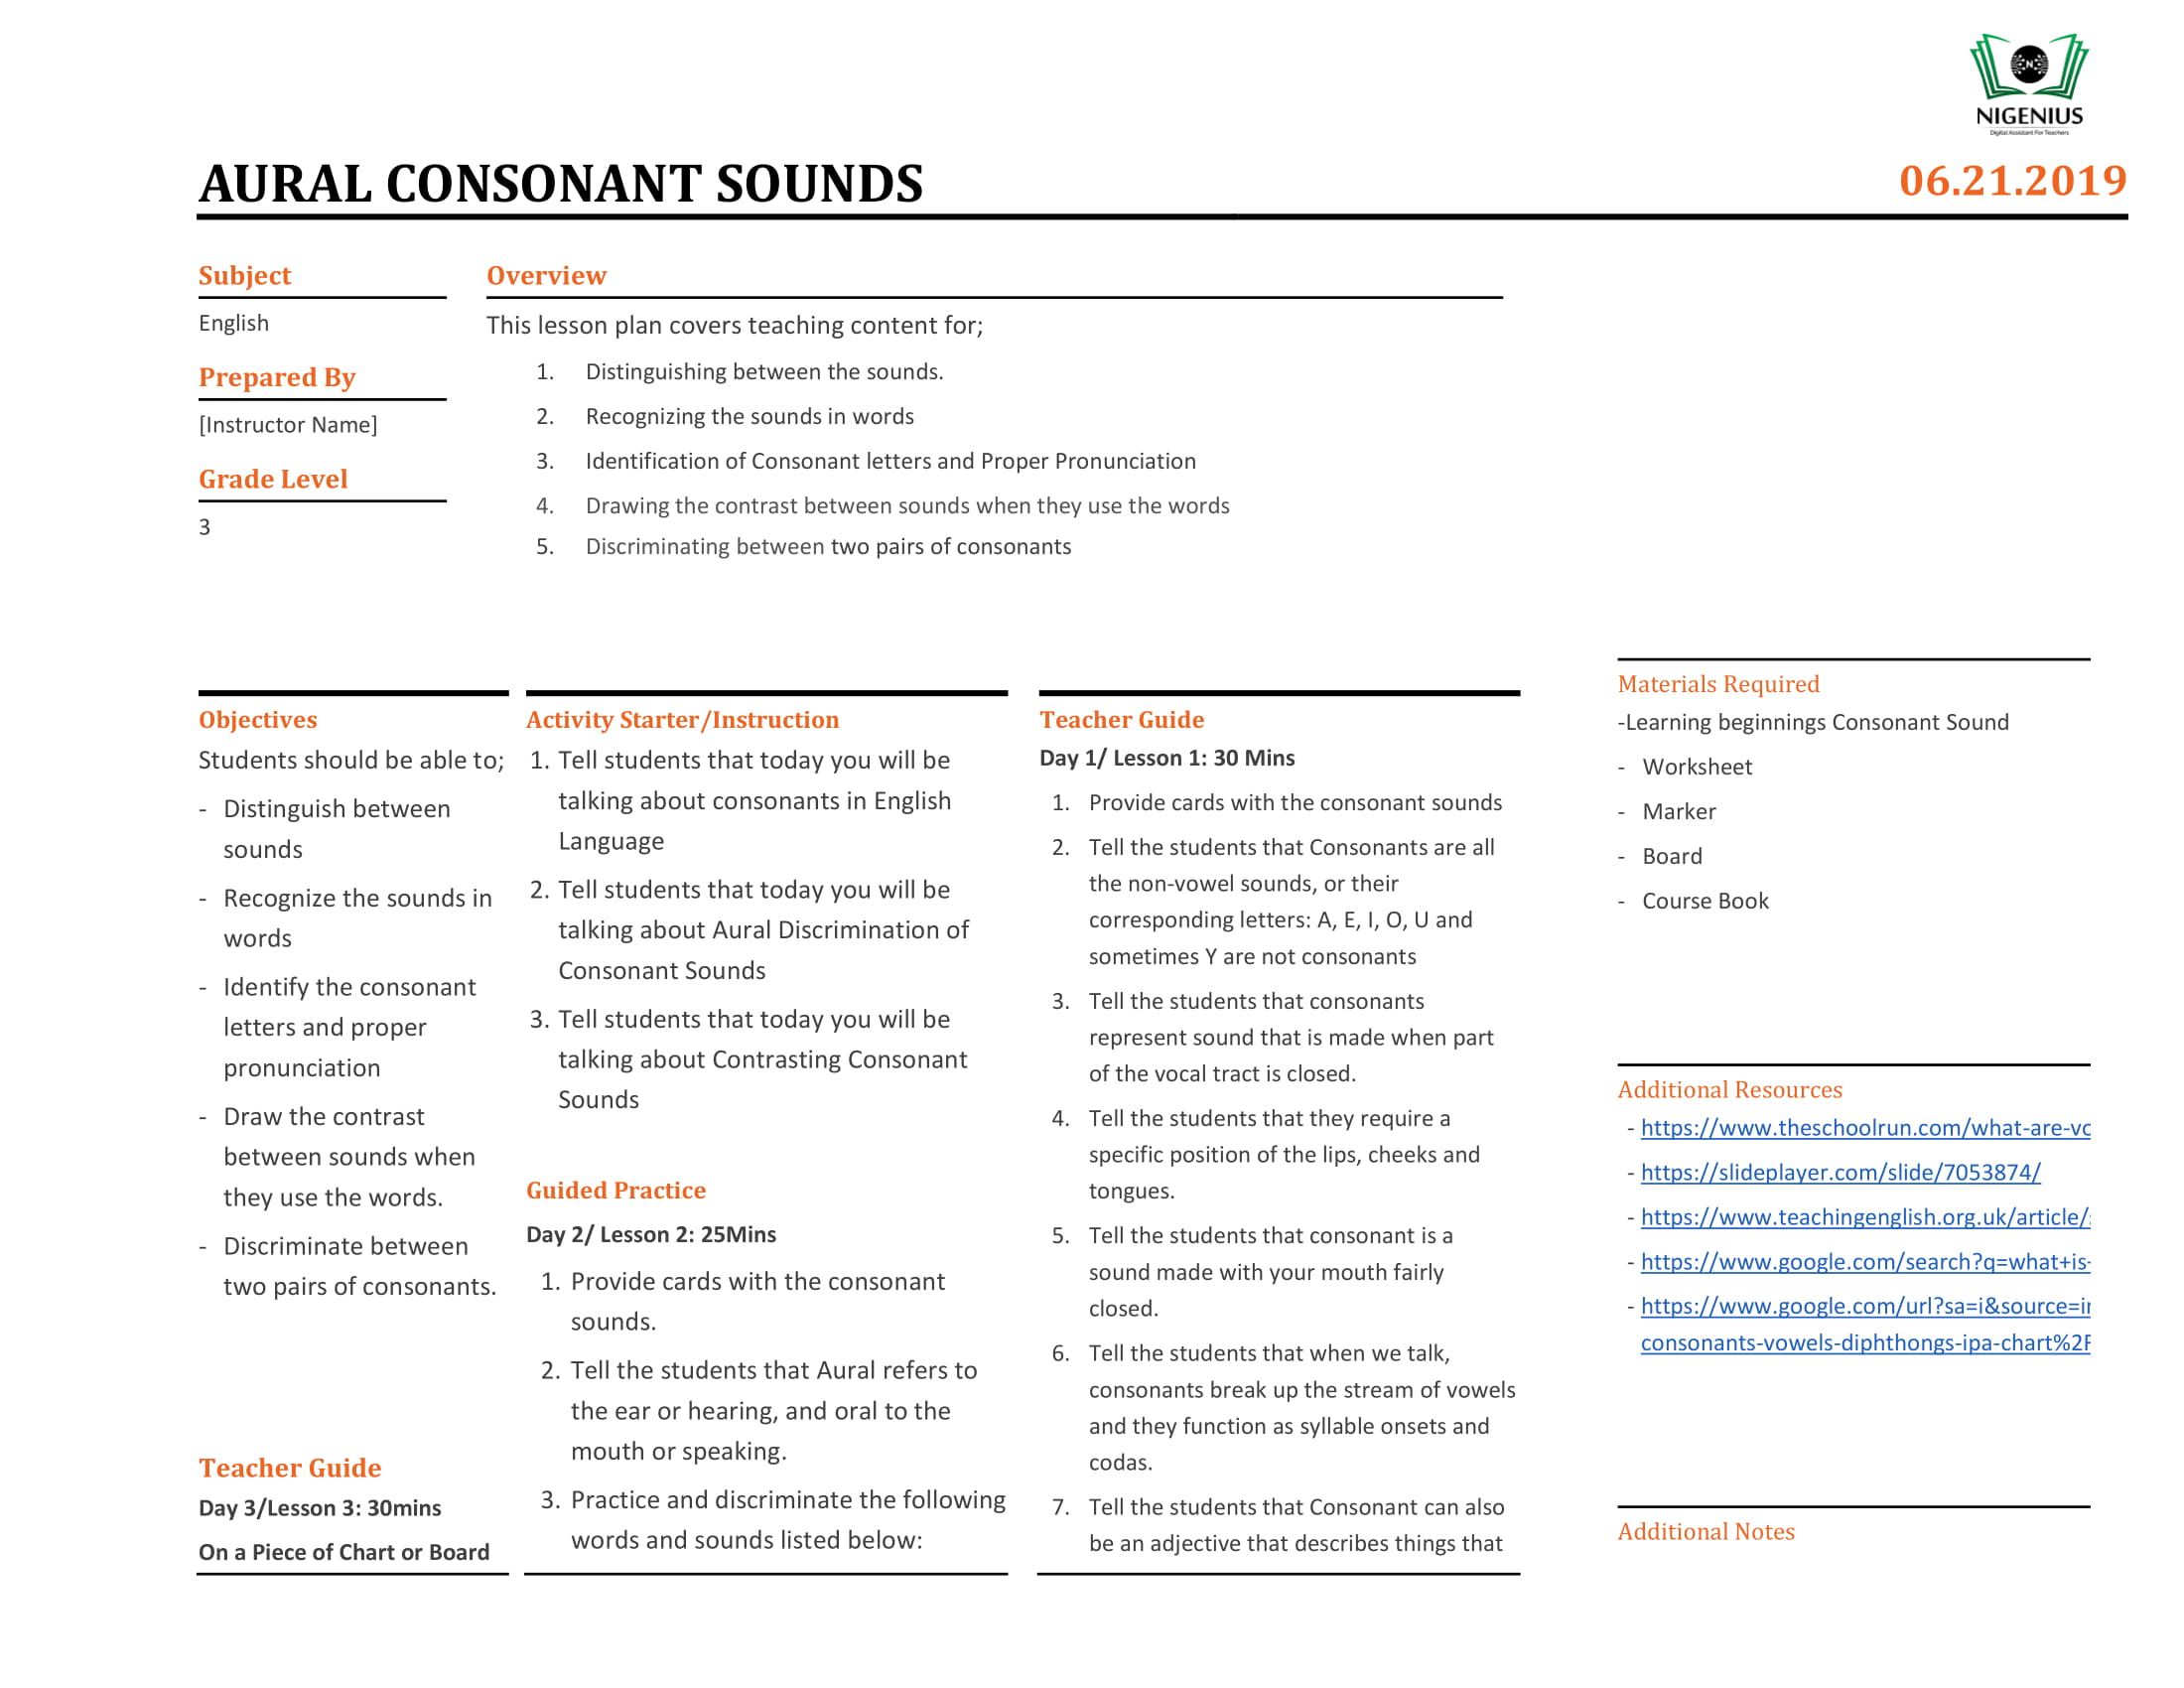 NIGENIUS
Digital Assistant For Teachers
AURAL CONSONANT SOUNDS
06.21.2019
Subject
English
Prepared By
[Instructor Name]
Grade Level
3
Overview
This lesson plan covers teaching content for;
1. Distinguishing between the sounds.
2. Recognizing the sounds in words
3. Identification of Consonant letters and Proper Pronunciation
4. Drawing the contrast between sounds when they use the words
5. Discriminating between two pairs of consonants
Objectives
Students should be able to;
- Distinguish between
sounds
- Recognize the sounds in
words
- Identify the consonant
letters and proper
pronunciation
- Draw the contrast
between sounds when
they use the words.
- Discriminate between
two pairs of consonants.
Teacher Guide
Day 3/Lesson 3: 30mins
On a Piece of Chart or Board
Activity Starter/Instruction
1. Tell students that today you will be
talking about consonants in English
Language
2. Tell students that today you will be
talking about Aural Discrimination of
Consonant Sounds
3. Tell students that today you will be
talking about Contrasting Consonant
Sounds
Guided Practice
Day 2/ Lesson 2: 25Mins
1. Provide cards with the consonant
sounds.
2. Tell the students that Aural refers to
the ear or hearing, and oral to the
mouth or speaking.
3. Practice and discriminate the following
words and sounds listed below:
Teacher Guide
Day 1/ Lesson 1: 30 Mins
1. Provide cards with the consonant sounds
2. Tell the students that Consonants are all
the non-vowel sounds, or their
corresponding letters: A, E, I, O, U and
sometimes Y are not consonants
3. Tell the students that consonants
represent sound that is made when part
of the vocal tract is closed.
4. Tell the students that they require a
specific position of the lips, cheeks and
tongues.
5. Tell the students that consonant is a
sound made with your mouth fairly
closed.
6. Tell the students that when we talk,
consonants break up the stream of vowels
and they function as syllable onsets and
codas.
7. Tell the students that Consonant can also
be an adjective that describes things that
Materials Required
-Learning beginnings Consonant Sound
- Worksheet
- Marker
- Board
- Course Book
Additional Resources
- https://www.theschoolrun.com/what-are-vo
- https://slideplayer.com/slide/7053874/
- https://www.teachingenglish.org.uk/article/
- https://www.google.com/search?q=what+is-
- https://www.google.com/url?sa=i&source=i
consonants-vowels-diphthongs-ipa-chart%2F
Additional Notes